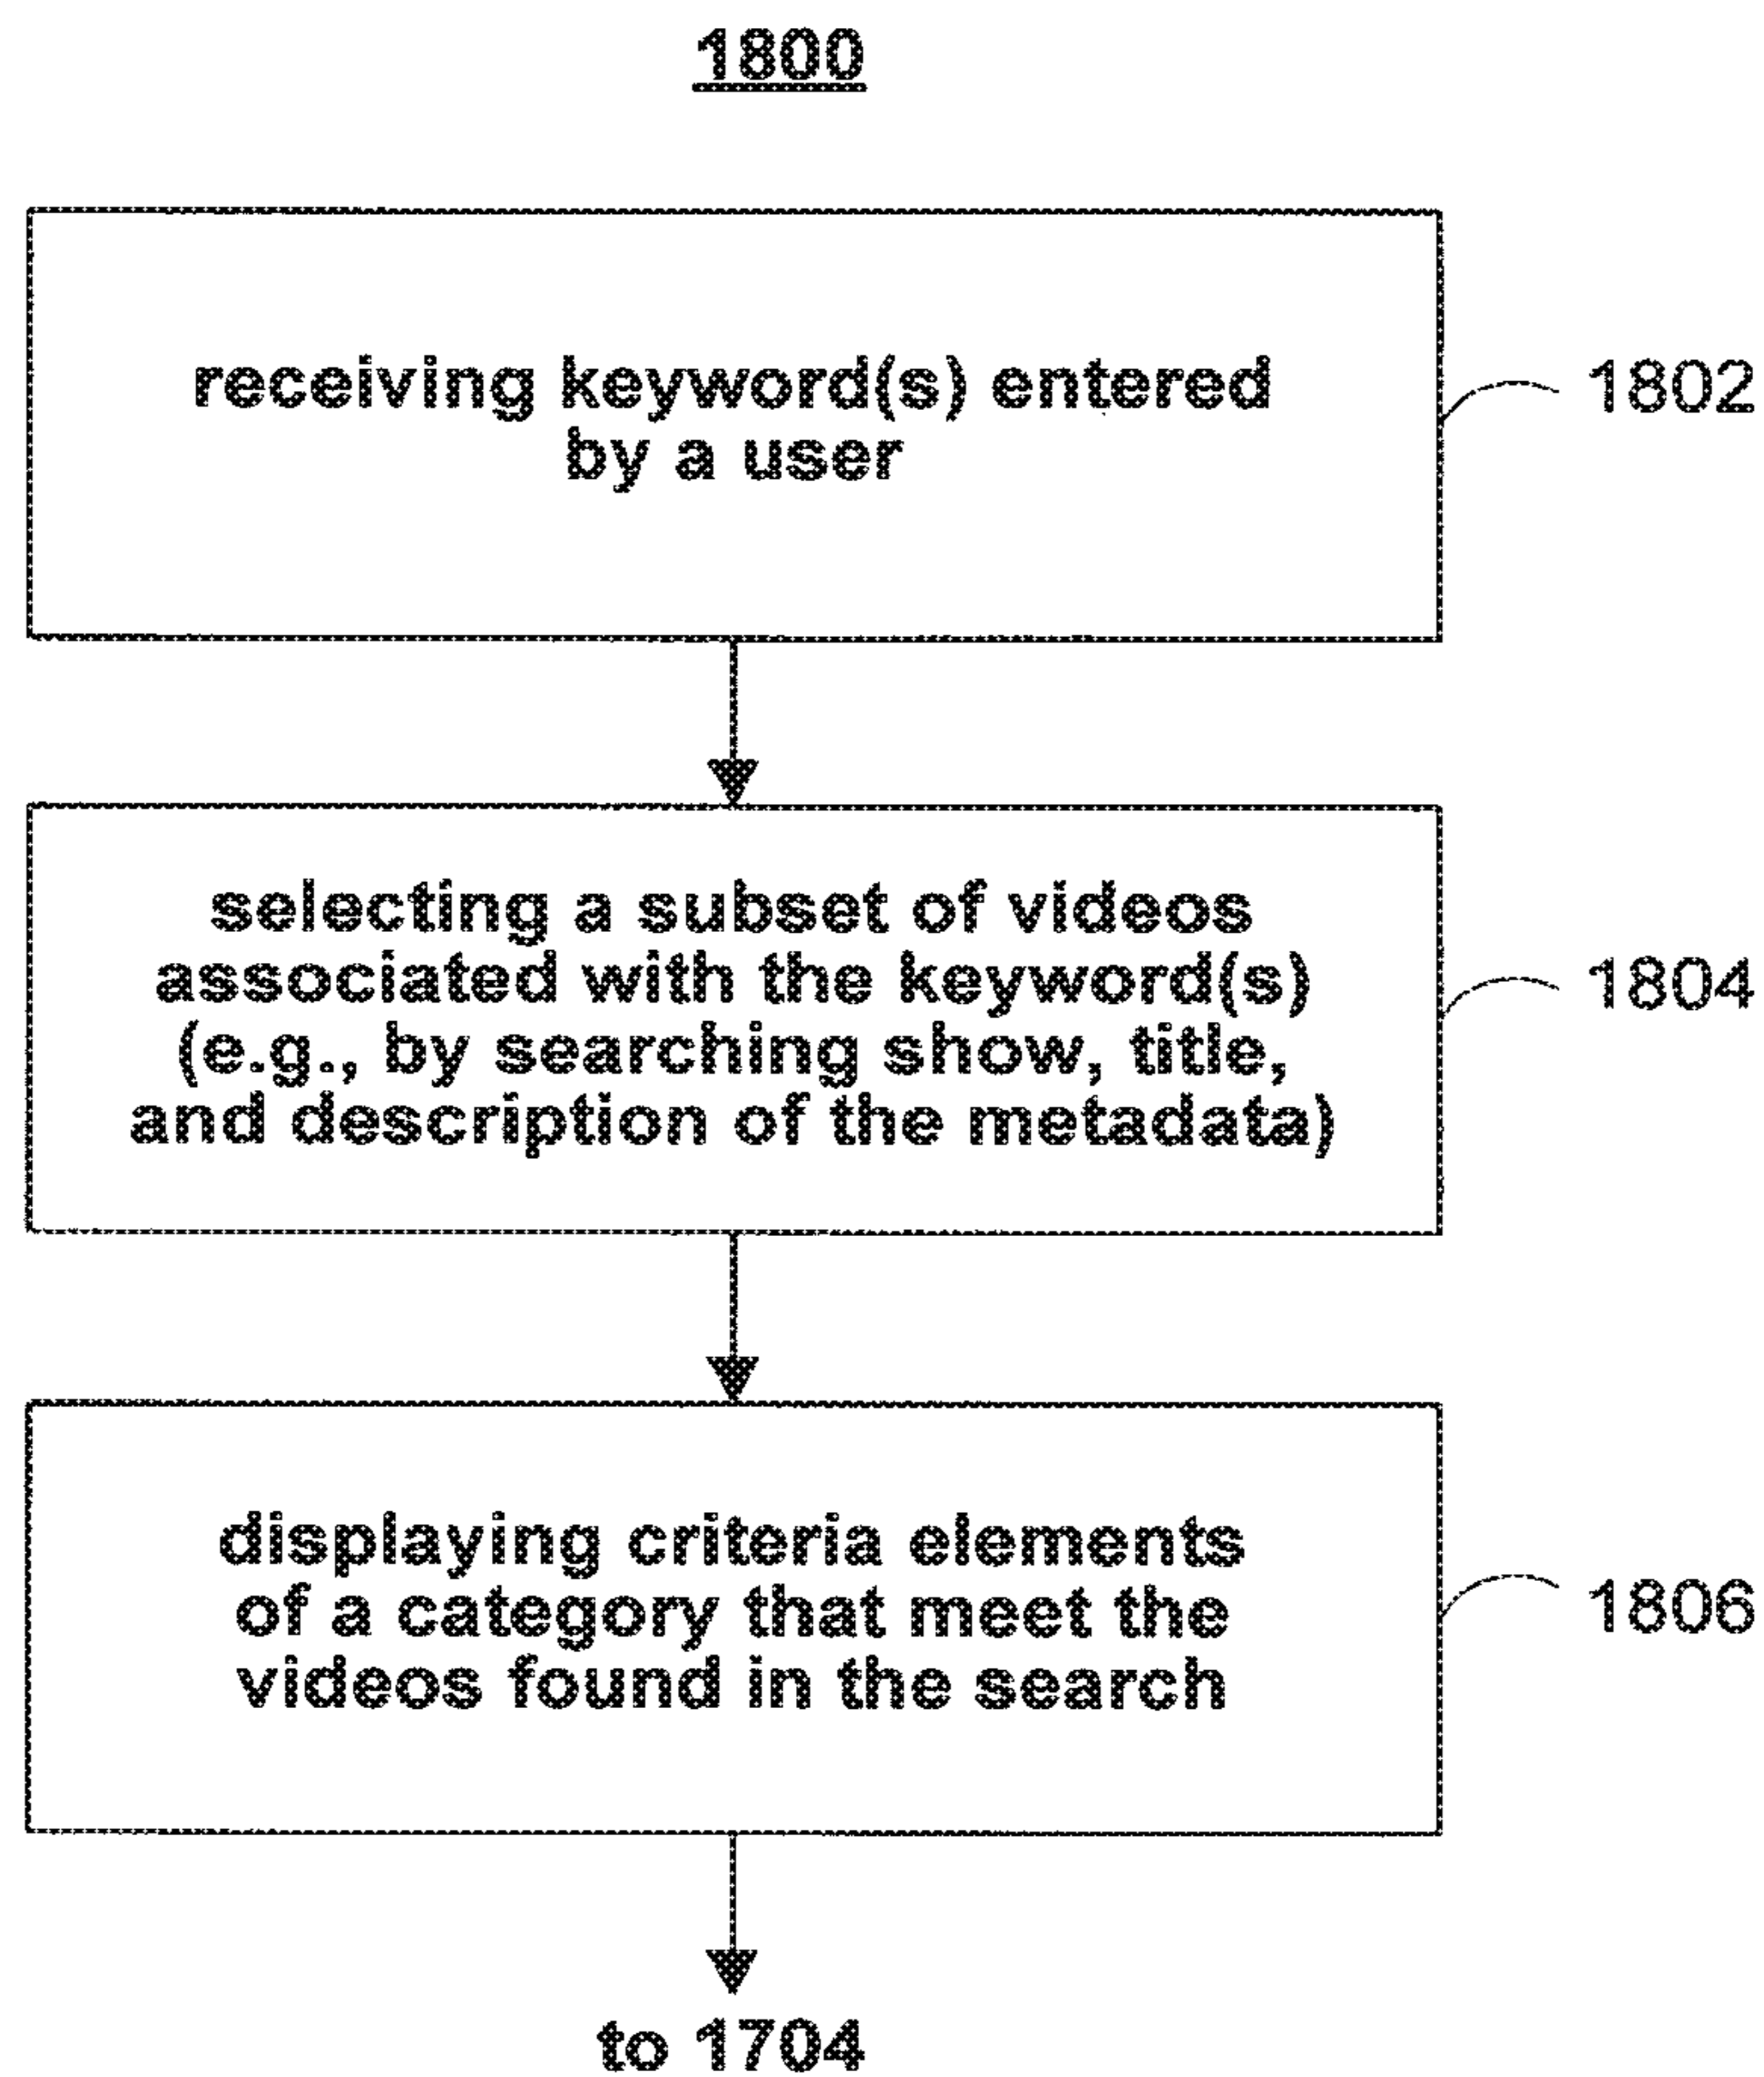 1800
receiving keyword(s) entered
by a user
1802
selecting a subset of videos
associated with the keyword(s)
(e.g., by searching show, title,
and description of the metadata)
1804
displaying criteria elements
of a category that meet the
videos found in the search
1806
to 1704